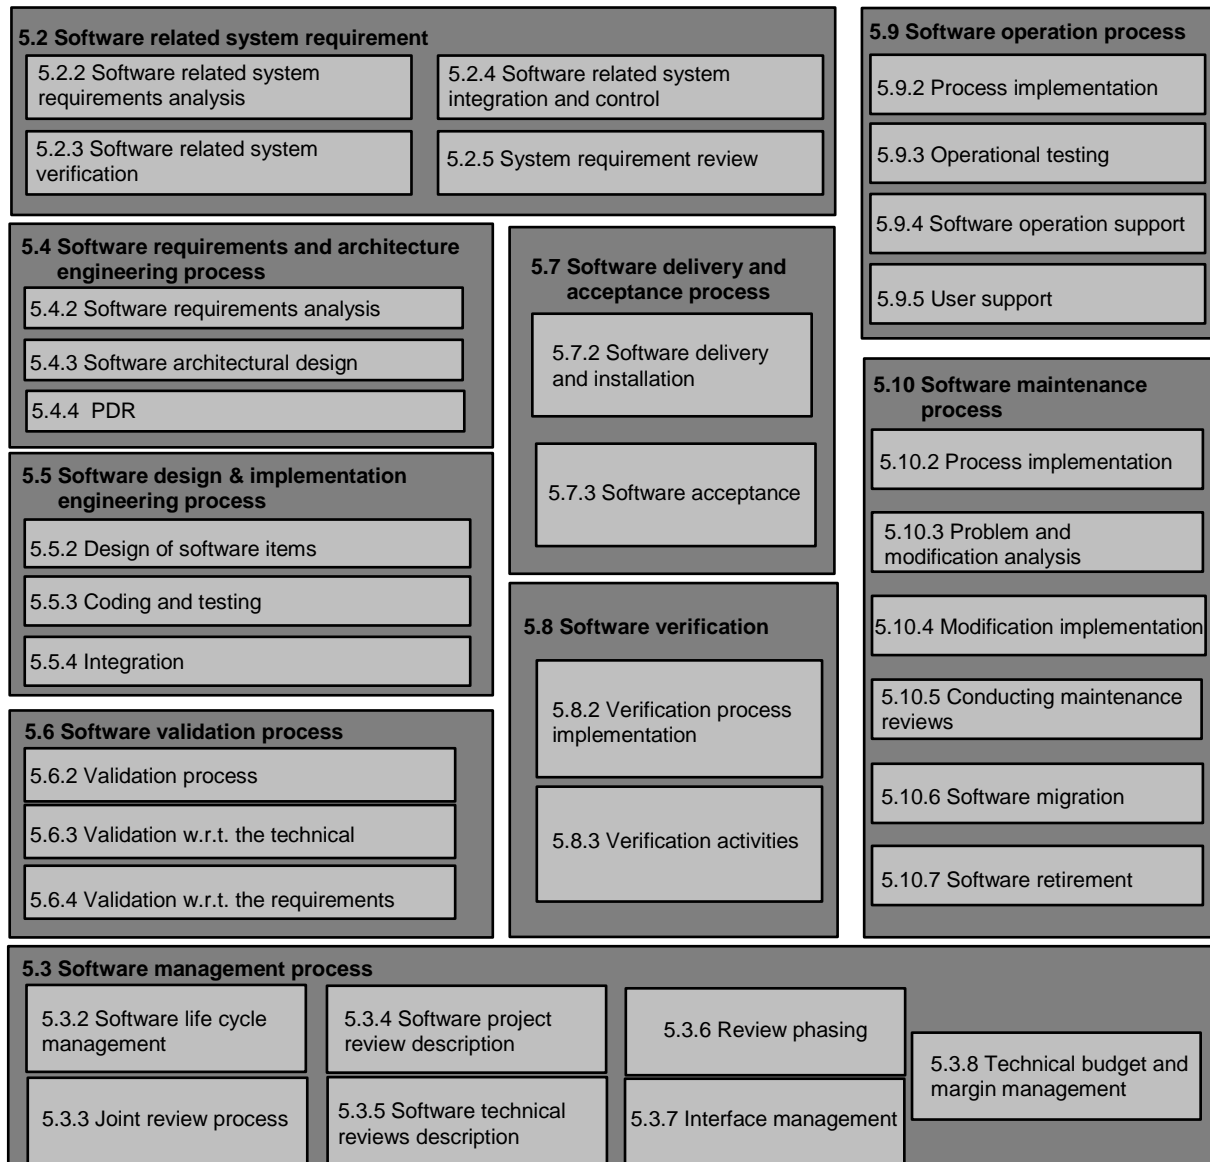 5.2 Software related system requirement
5.2.2 Software related system
requirements analysis
5.2.4 Software related system
integration and control
5.2.3 Software related system
verification
5.2.5 System requirement review
5.9 Software operation process
5.9.2 Process implementation
5.9.3 Operational testing
5.9.4 Software operation support
5.9.5 User support
5.4 Software requirements and architecture
engineering process
5.4.2 Software requirements analysis
5.4.3 Software architectural design
5.4.4 PDR
5.5 Software design & implementation
engineering process
5.5.2 Design of software items
5.5.3 Coding and testing
5.5.4 Integration
5.6 Software validation process
5.6.2 Validation process
5.6.3 Validation w.r.t. the technical
5.6.4 Validation w.r.t. the requirements
5.7 Software delivery and
acceptance process
5.7.2 Software delivery
and installation
5.7.3 Software acceptance
5.8 Software verification
5.8.2 Verification process
implementation
5.8.3 Verification activities
5.10 Software maintenance
process
5.10.2 Process implementation
5.10.3 Problem and
modification analysis
5.10.4 Modification implementation
5.10.5 Conducting maintenance
reviews
5.10.6 Software migration
5.10.7 Software retirement
5.3 Software management process
5.3.2 Software life cycle
management
5.3.4 Software project
review description
5.3.6 Review phasing
5.3.8 Technical budget and
margin management
5.3.3 Joint review process
5.3.5 Software technical
reviews description
5.3.7 Interface management